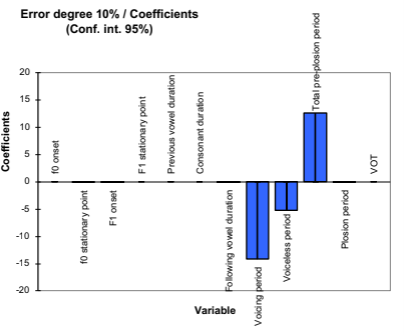 Error degree 10% / Coefficients
(Conf. int. 95%)
Coefficients
20
15
10
5
0
-5
-10
-15
-20
f0 onset
f0 stationary point
F1 onset
F1 stationary point
Previous vowel duration
Consonant duration
Following vowel duration
Voicing period
Voiceless period
Total pre-plosion period
Plosion period
VOT
Variable